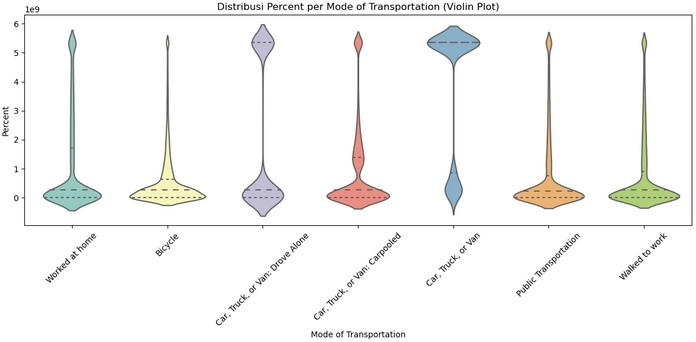 Distribusi Percent per Mode of Transportation (Violin Plot)
1e9
6
5
4
3
2
1
0
Percent
Worked at home
Bicycle
Car, Truck, or Van: Drove Alone
Car, Truck, or Van: Carpooled
Car, Truck, or Van
Public Transportation
Walked to work
Mode of Transportation